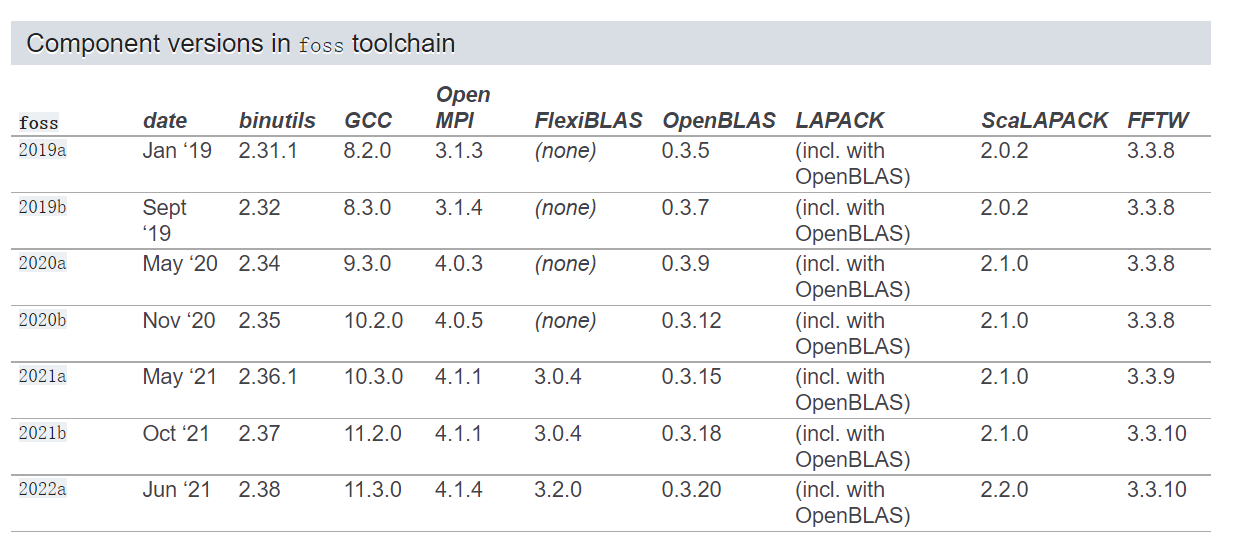 Component versions in foss toolchain
foss date binutils GCC Open MPI FlexiBLAS OpenBLAS LAPACK ScaLAPACK FFTW
2019a Jan ‘19 2.31.1 8.2.0 3.1.3 (none) 0.3.5 (incl. with OpenBLAS) 2.0.2 3.3.8
2019b Sept ‘19 2.32 8.3.0 3.1.4 (none) 0.3.7 (incl. with OpenBLAS) 2.0.2 3.3.8
2020a May ‘20 2.34 9.3.0 4.0.3 (none) 0.3.9 (incl. with OpenBLAS) 2.1.0 3.3.8
2020b Nov ‘20 2.35 10.2.0 4.0.5 (none) 0.3.12 (incl. with OpenBLAS) 2.1.0 3.3.8
2021a May ‘21 2.36.1 10.3.0 4.1.1 3.0.4 0.3.15 (incl. with OpenBLAS) 2.1.0 3.3.9
2021b Oct ‘21 2.37 11.2.0 4.1.1 3.0.4 0.3.18 (incl. with OpenBLAS) 2.1.0 3.3.10
2022a Jun ‘21 2.38 11.3.0 4.1.4 3.2.0 0.3.20 (incl. with OpenBLAS) 2.2.0 3.3.10